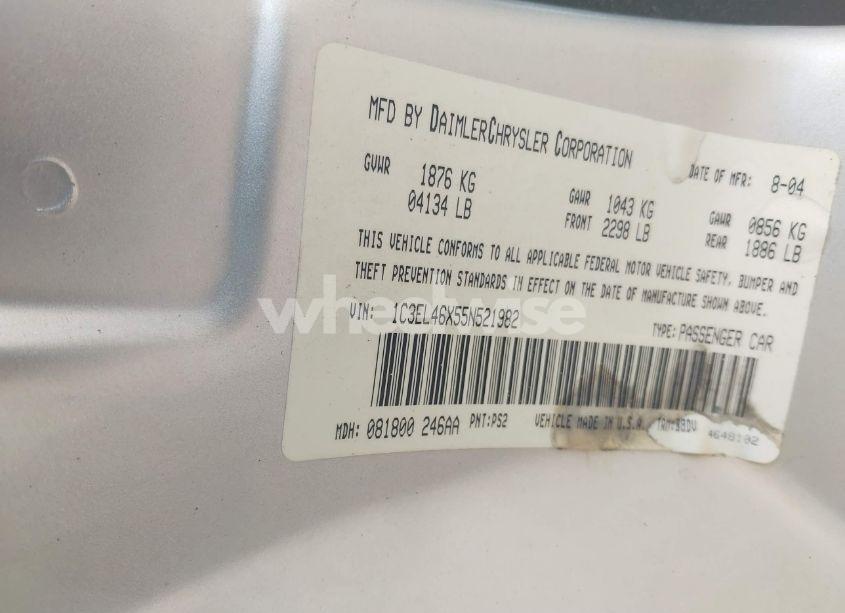 MFD BY DAIMLERCHRYSLER CORPORATION
DATE OF MFR: 8-04
GVWR 1876 KG
04134 LB
GAWR 1043 KG
FRONT 2298 LB
GAWR 0856 KG
REAR 1886 LB
THIS VEHICLE CONFORMS TO ALL APPLICABLE FEDERAL MOTOR VEHICLE SAFETY, BUMPER AND
THEFT PREVENTION STANDARDS IN EFFECT ON THE DATE OF MANUFACTURE SHOWN ABOVE.
VIN: 1C3EL46X55N521982
TYPE: PASSENGER CAR
wheelwise
MDH: 081800 246AA PNT:PS2 VEHICLE MADE IN U.S.A.
4648102